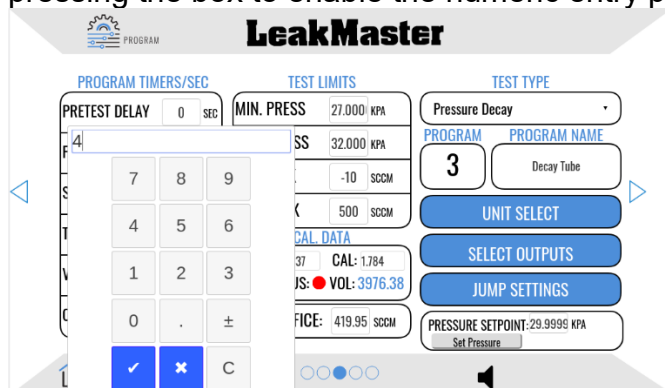 pressing the box to enable the numeric entry p
PROGRAM
LeakMaster
PROGRAM TIMERS/SEC
TEST LIMITS
TEST TYPE
PRETEST DELAY 0 SEC
MIN. PRESS 27.000 KPA
Pressure Decay
4
SS 32.000 KPA
PROGRAM PROGRAM NAME
3 Decay Tube
-10 SCCM
500 SCCM
UNIT SELECT
CAL. DATA
37 CAL: 1.784
SELECT OUTPUTS
US: VOL: 3976.38
JUMP SETTINGS
FICE: 419.95 SCCM
PRESSURE SETPOINT: 29.9999 KPA
Set Pressure
7 8 9
4 5 6
1 2 3
0 . ±
✔ ✖ C